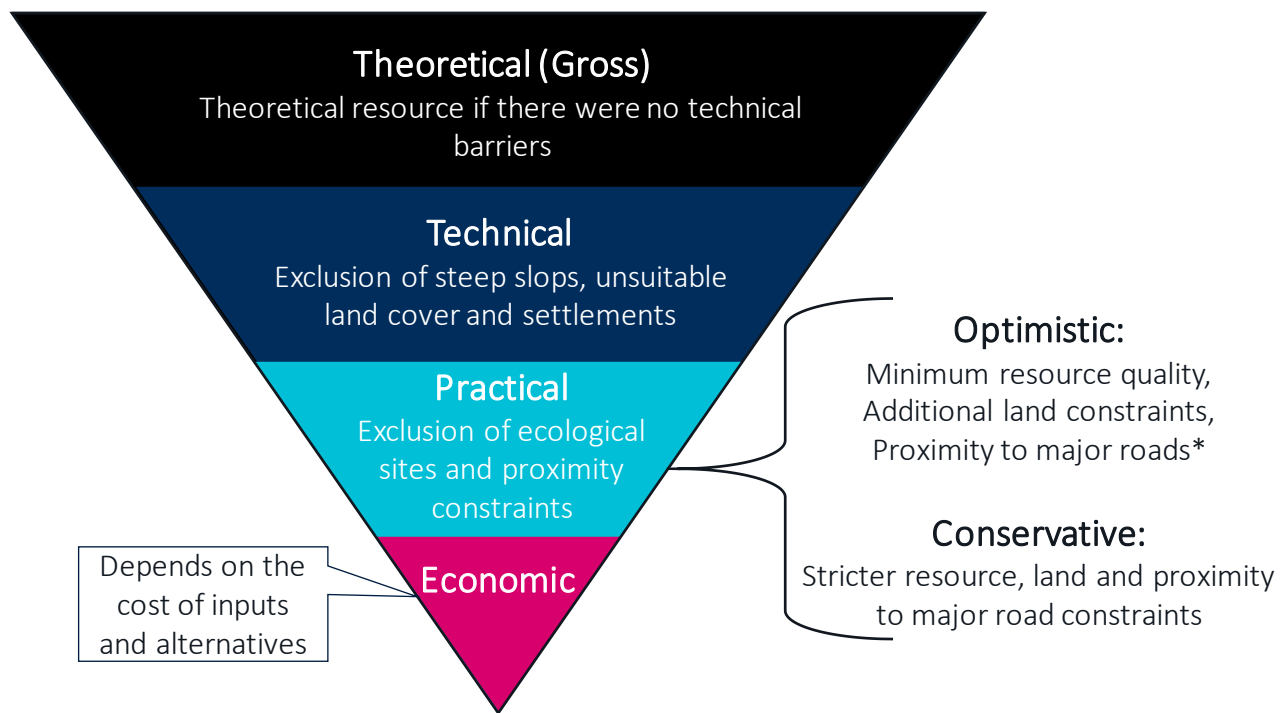 Theoretical (Gross)
Theoretical resource if there were no technical
barriers
Technical
Exclusion of steep slops, unsuitable
land cover and settlements
Practical
Exclusion of ecological
sites and proximity
constraints
Optimistic:
Minimum resource quality,
Additional land constraints,
Proximity to major roads*
Conservative:
Stricter resource, land and proximity
to major road constraints
Economic
Depends on the
cost of inputs
and alternatives